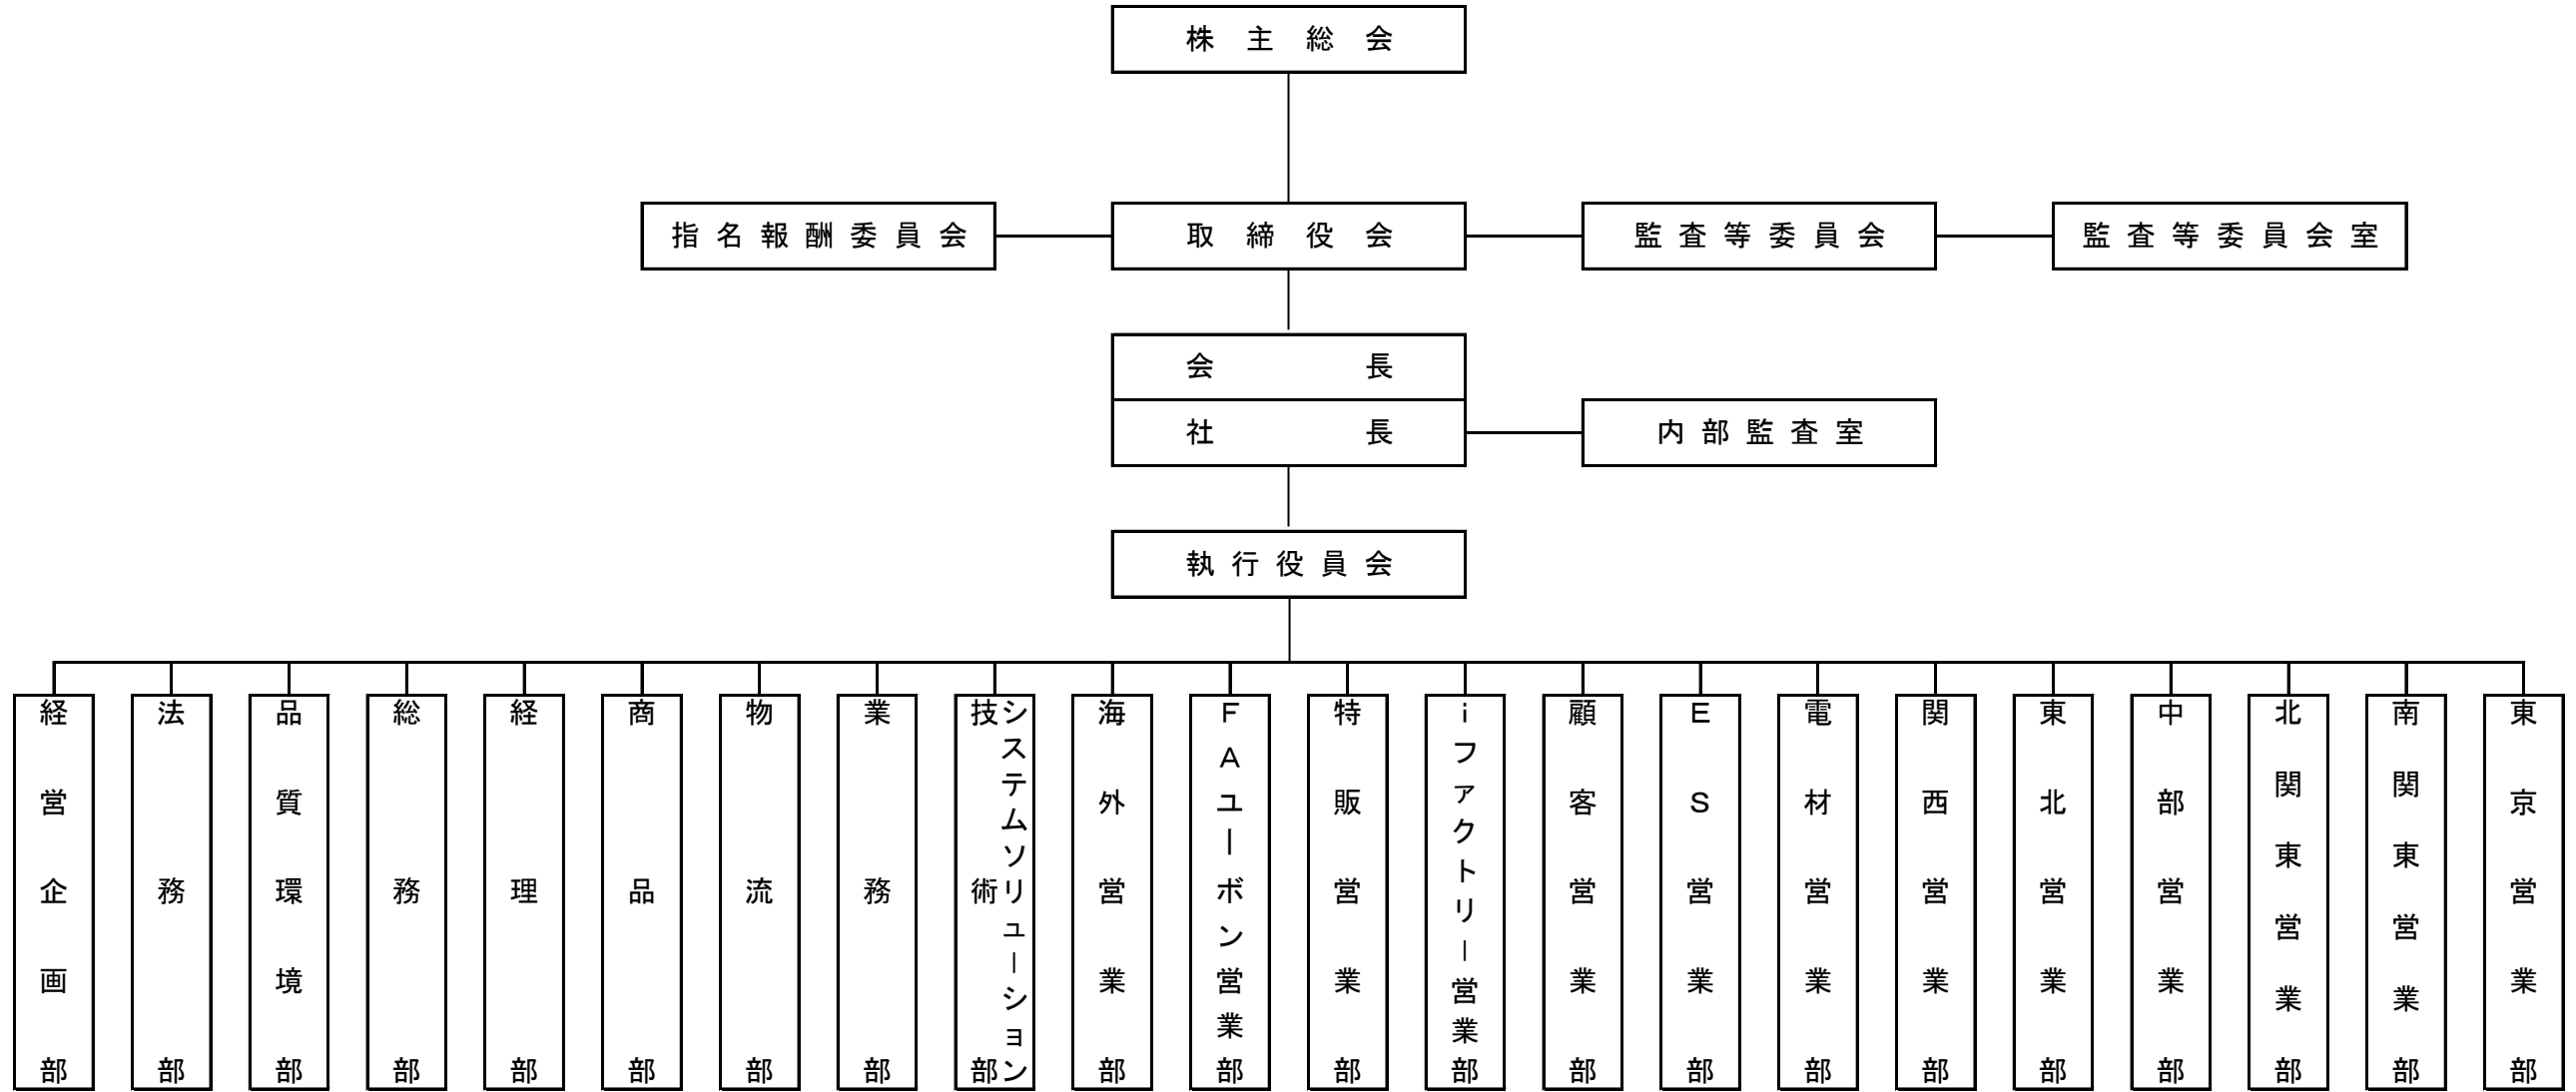 株主総会
指名報酬委員会
取締役会
監査等委員会
監査等委員会室
会長
社長
内部監査室
執行役員会
経営企画部
法務部
品質環境部
総務部
経理部
商品部
物流部
業務部
システムソリューション
技術部
海外営業部
FAユーボン営業部
特販営業部
iファクトリー営業部
顧客営業部
ES営業部
電材営業部
関西営業部
東北営業部
中部営業部
北関東営業部
南関東営業部
東京営業部